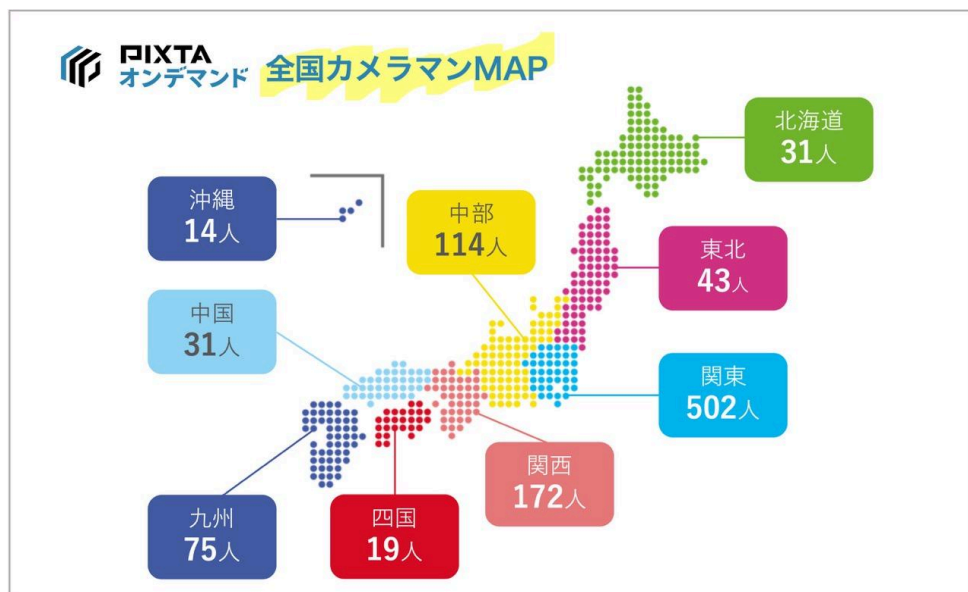 PIXTA
オンデマンド 全国カメラマンMAP
北海道
31人
沖縄
14人
中部
114人
東北
43人
中国
31人
関東
502人
関西
172人
九州
75人
四国
19人